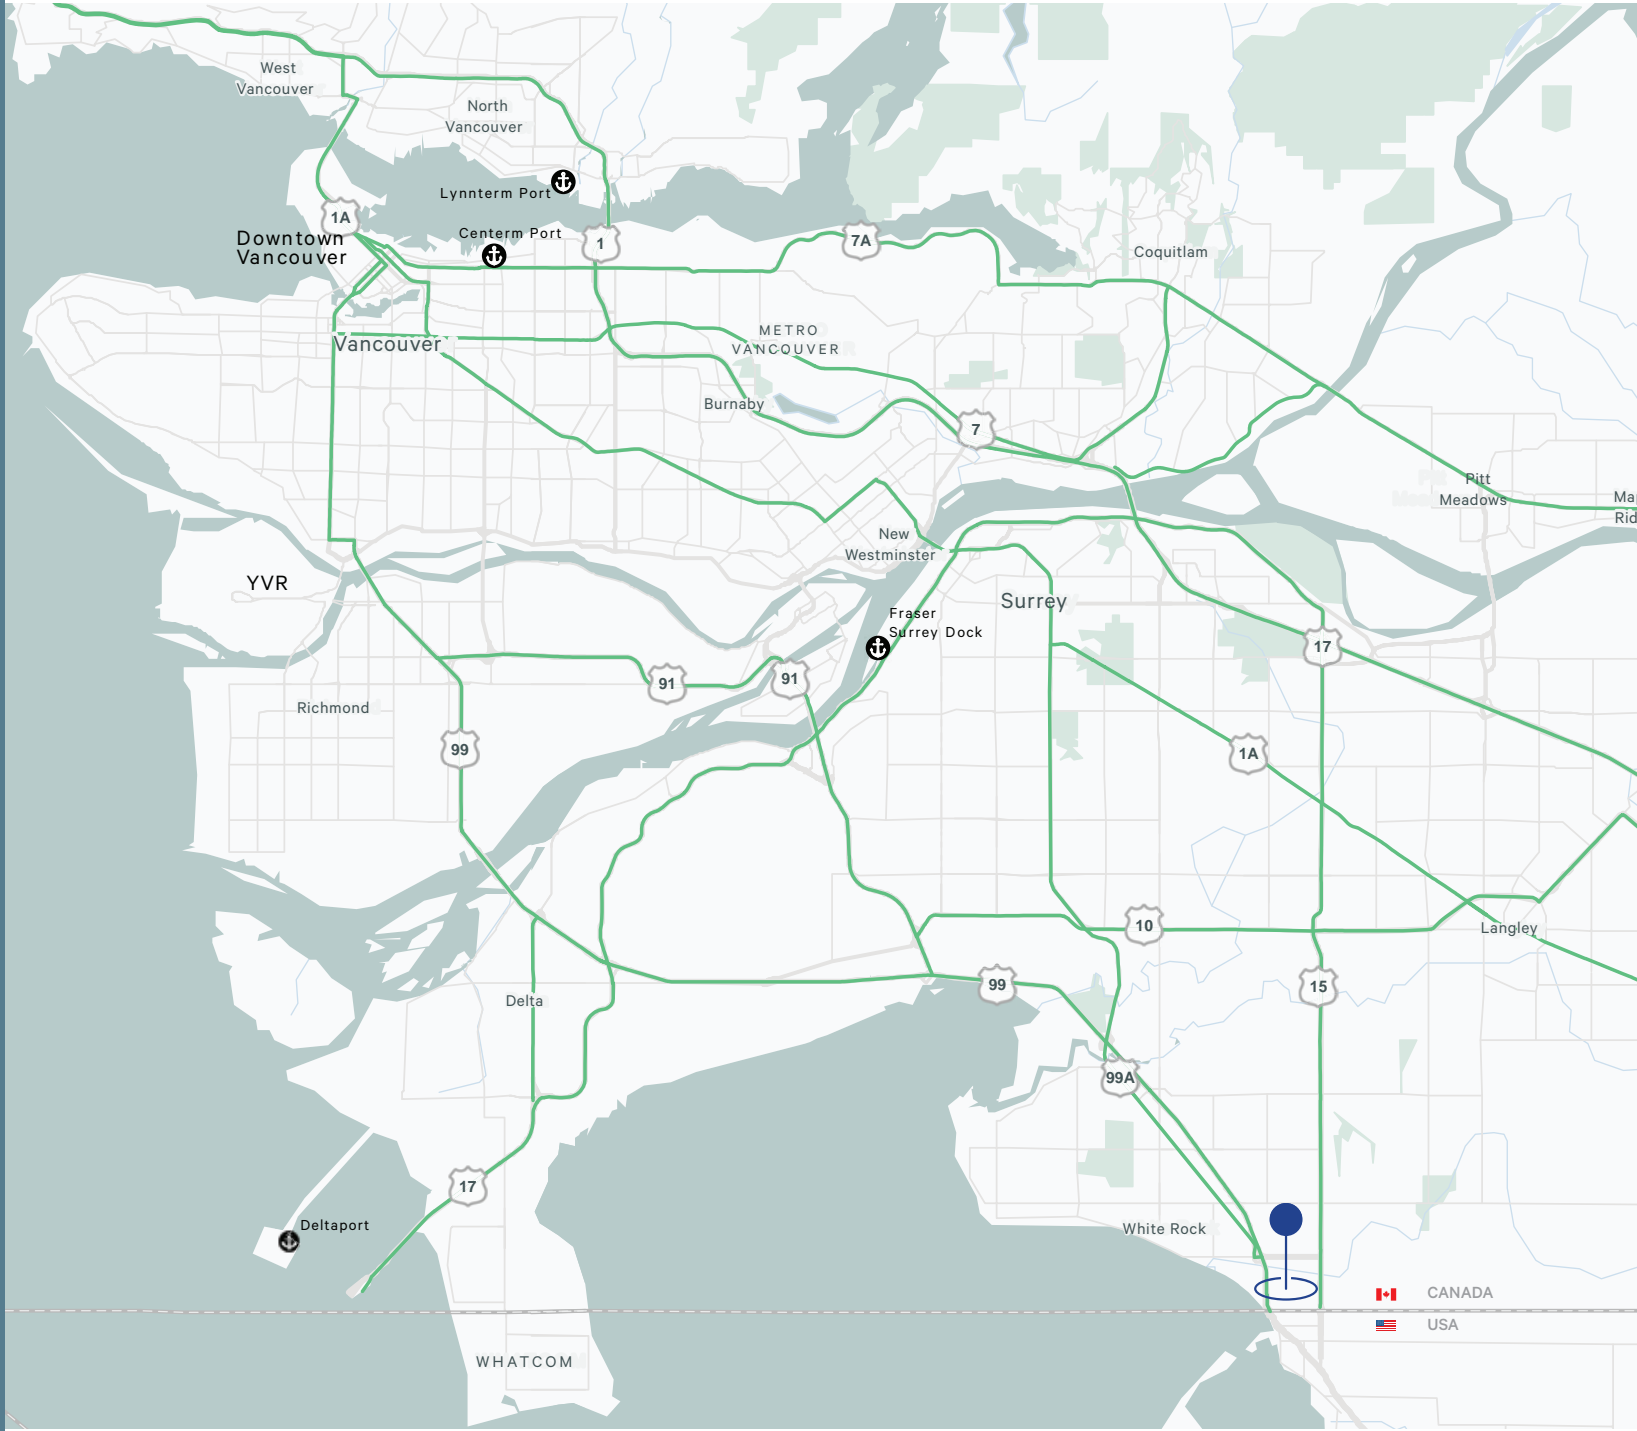 West
Vancouver
North
Vancouver
Lynnterm Port
1A
Centerm Port
Downtown
Vancouver
1
7A
Coquitlam
METRO
VANCOUVER
Vancouver
Burnaby
7
Pitt
Meadows
Ma
Rid
New
Westminster
YVR
Surrey
Fraser
Surrey Dock
17
91
91
Richmond
99
1A
10
Langley
99
15
Delta
99A
17
Deltaport
White Rock
CANADA
USA
WHATCOM